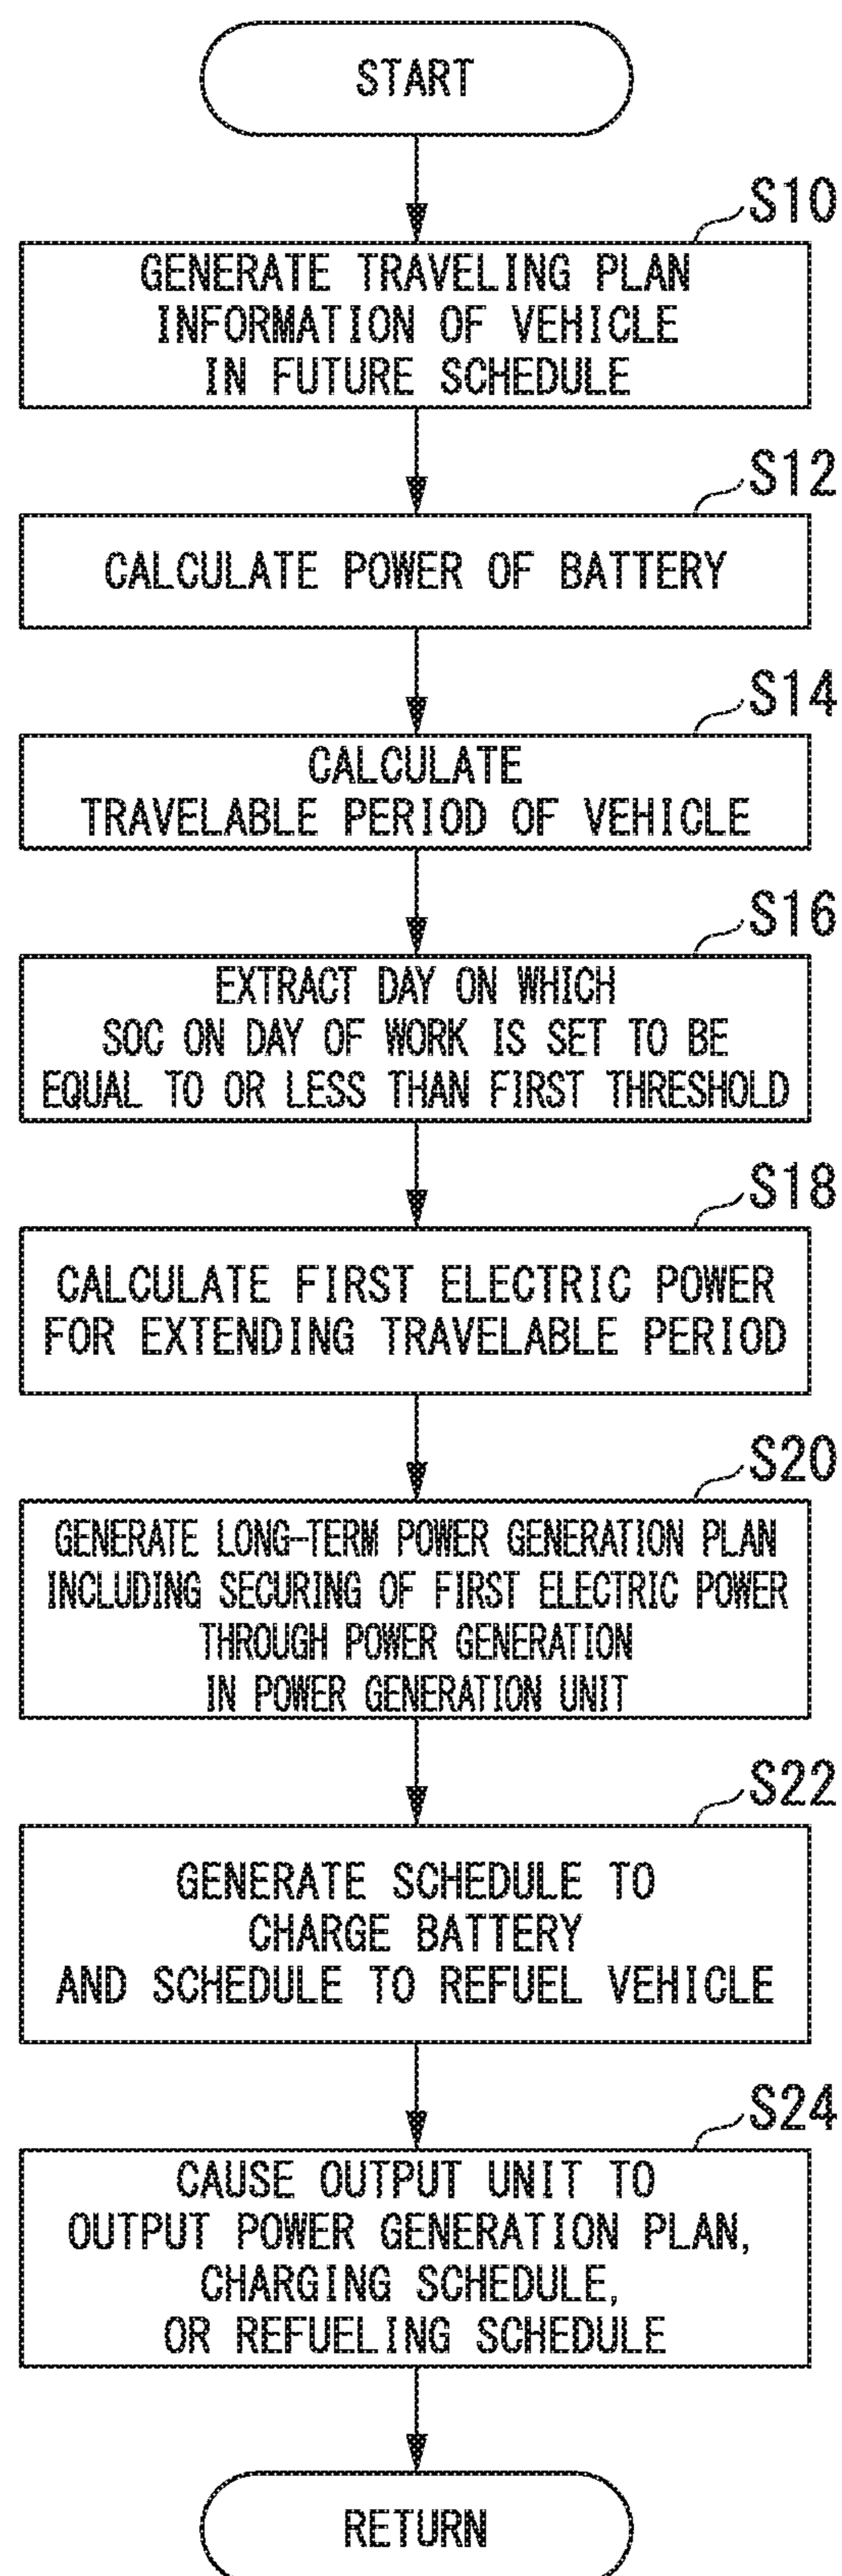 START
S10
GENERATE TRAVELING PLAN
INFORMATION OF VEHICLE
IN FUTURE SCHEDULE
S12
CALCULATE POWER OF BATTERY
S14
CALCULATE
TRAVELABLE PERIOD OF VEHICLE
S16
EXTRACT DAY ON WHICH
SOC ON DAY OF WORK IS SET TO BE
EQUAL TO OR LESS THAN FIRST THRESHOLD
S18
CALCULATE FIRST ELECTRIC POWER
FOR EXTENDING TRAVELABLE PERIOD
S20
GENERATE LONG-TERM POWER GENERATION PLAN
INCLUDING SECURING OF FIRST ELECTRIC POWER
THROUGH POWER GENERATION
IN POWER GENERATION UNIT
S22
GENERATE SCHEDULE TO
CHARGE BATTERY
AND SCHEDULE TO REFUEL VEHICLE
S24
CAUSE OUTPUT UNIT TO
OUTPUT POWER GENERATION PLAN,
CHARGING SCHEDULE,
OR REFUELING SCHEDULE
RETURN